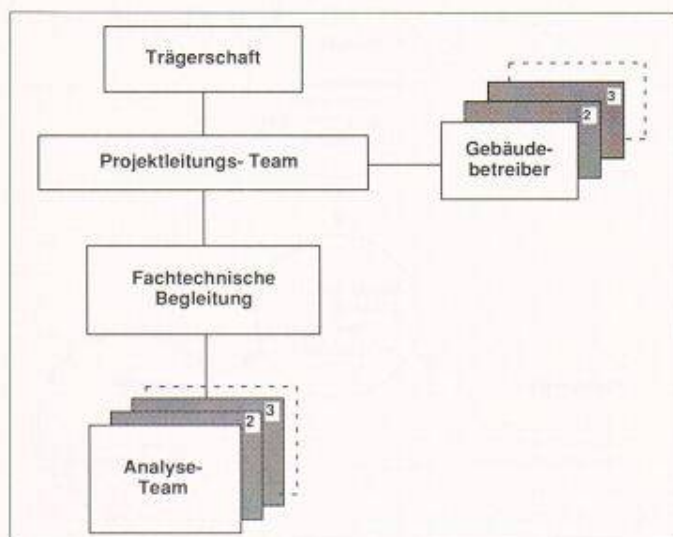 Trägerschaft
Projektleitungs- Team
3
2
Gebäude-
betreiber
Fachtechnische
Begleitung
3
2
Analyse-
Team